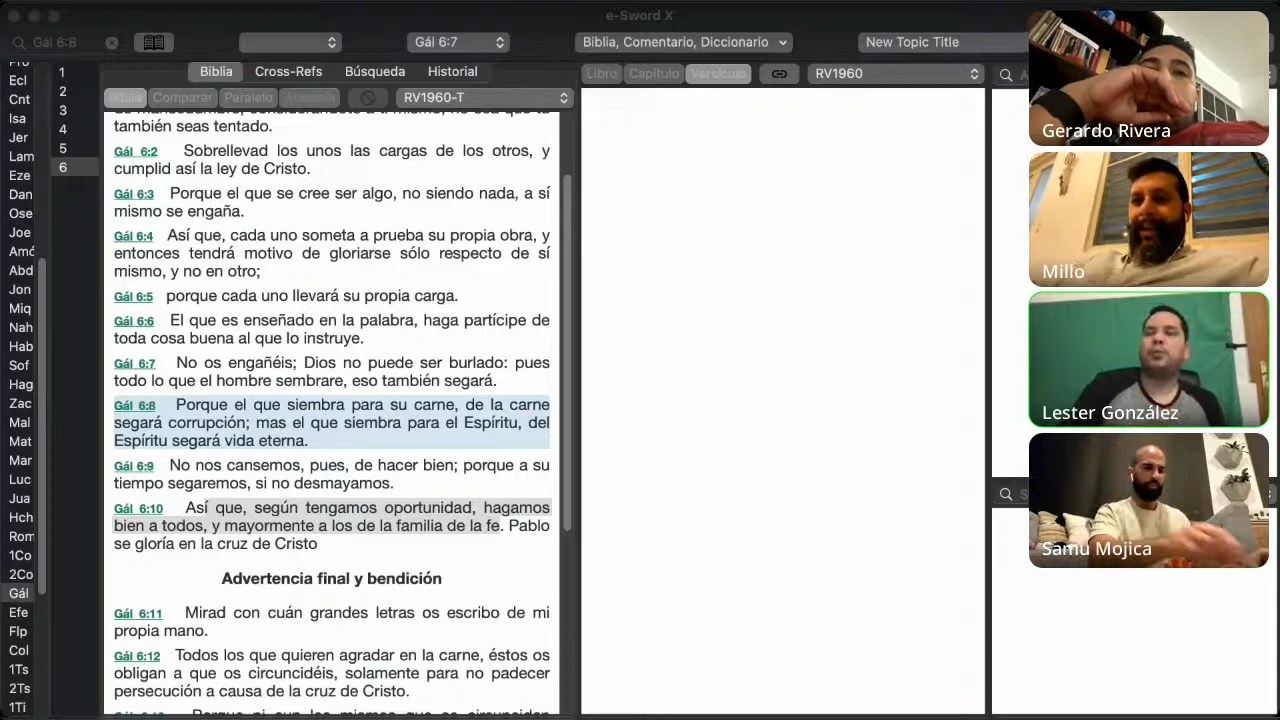 e-Sword X
Gál 6:8
Gál 6:7
Biblia, Comentario, Diccionario
New Topic Title
Biblia
Cross-Refs
Búsqueda
Historial
Biblia
Comparar
Paralelo
RV1960-T
Libro
Capítulo
Versículo
RV1960
Ecl
Cnt
Isa
Jer
Lam
Eze
Dan
Ose
Joe
Amó
Abd
Jon
Miq
Nah
Hab
Sof
Hag
Zac
Mal
Mat
Mar
Luc
Jua
Hch
Rom
1Co
2Co
Gál
Efe
Flp
Col
1Ts
2Ts
1Ti
1
2
3
4
5
6
también seas tentado.
Gál 6:2 Sobrellevad los unos las cargas de los otros, y
cumplid así la ley de Cristo.
Gál 6:3 Porque el que se cree ser algo, no siendo nada, a sí
mismo se engaña.
Gál 6:4 Así que, cada uno someta a prueba su propia obra, y
entonces tendrá motivo de gloriarse sólo respecto de sí
mismo, y no en otro;
Gál 6:5 porque cada uno llevará su propia carga.
Gál 6:6 El que es enseñado en la palabra, haga partícipe de
toda cosa buena al que lo instruye.
Gál 6:7 No os engañéis; Dios no puede ser burlado: pues
todo lo que el hombre sembrare, eso también segará.
Gál 6:8 Porque el que siembra para su carne, de la carne
segará corrupción; mas el que siembra para el Espíritu, del
Espíritu segará vida eterna.
Gál 6:9 No nos cansemos, pues, de hacer bien; porque a su
tiempo segaremos, si no desmayamos.
Gál 6:10 Así que, según tengamos oportunidad, hagamos
bien a todos, y mayormente a los de la familia de la fe. Pablo
se gloría en la cruz de Cristo
Advertencia final y bendición
Gál 6:11 Mirad con cuán grandes letras os escribo de mi
propia mano.
Gál 6:12 Todos los que quieren agradar en la carne, éstos os
obligan a que os circuncidéis, solamente para no padecer
persecución a causa de la cruz de Cristo.
Gerardo Rivera
Millo
Lester González
Samu Mojica